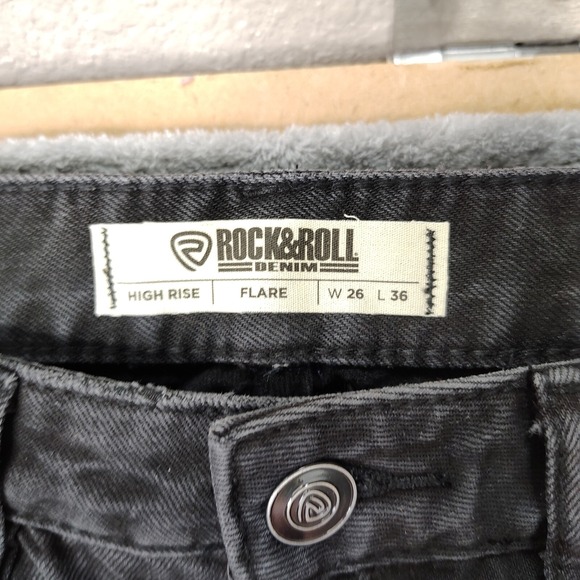 ROCK&ROLL
DENIM
HIGH RISE FLARE W 26 L 36